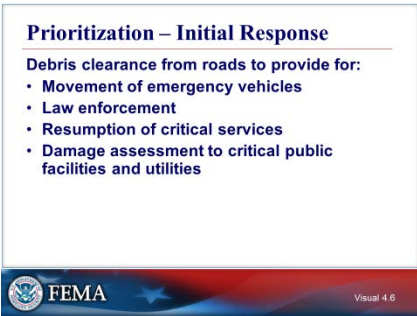 Prioritization – Initial Response
Debris clearance from roads to provide for:
• Movement of emergency vehicles
• Law enforcement
• Resumption of critical services
• Damage assessment to critical public
facilities and utilities
FEMA
Visual 4.6